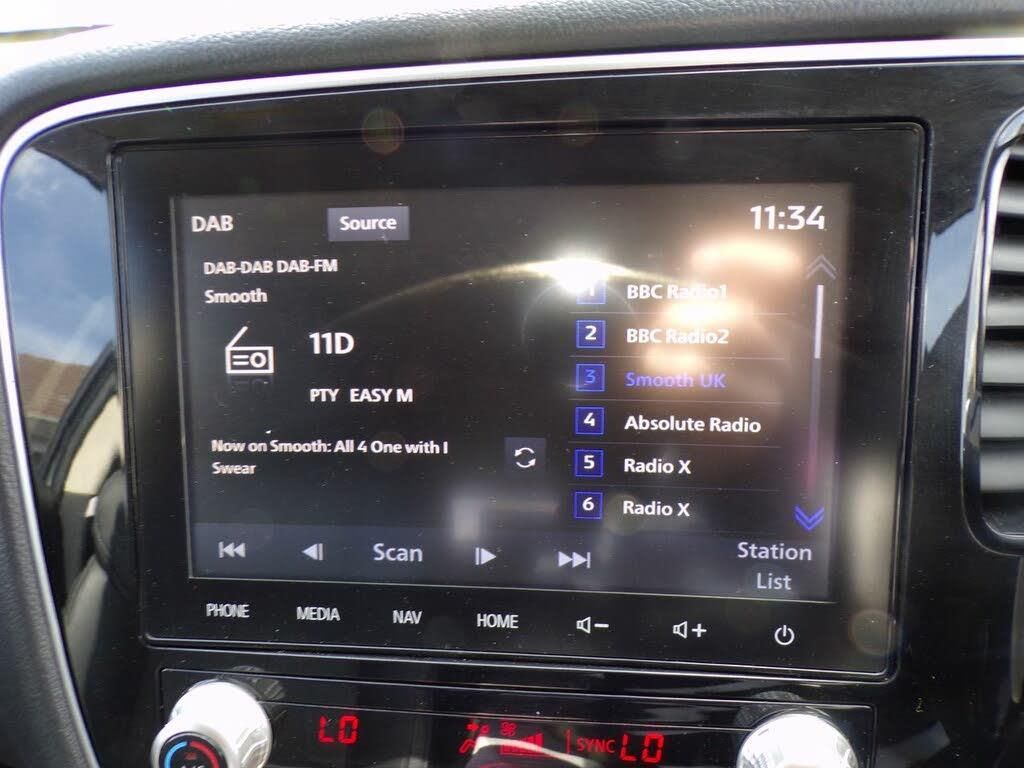 DAB
Source
11:34
DAB-DAB DAB-FM
Smooth
11D
PTY EASY M
Now on Smooth: All 4 One with I
Swear
1 BBC Radio1
2 BBC Radio2
3 Smooth UK
4 Absolute Radio
5 Radio X
6 Radio X
Scan
Station
List
PHONE
MEDIA
NAV
HOME
LO
SYNC
LO